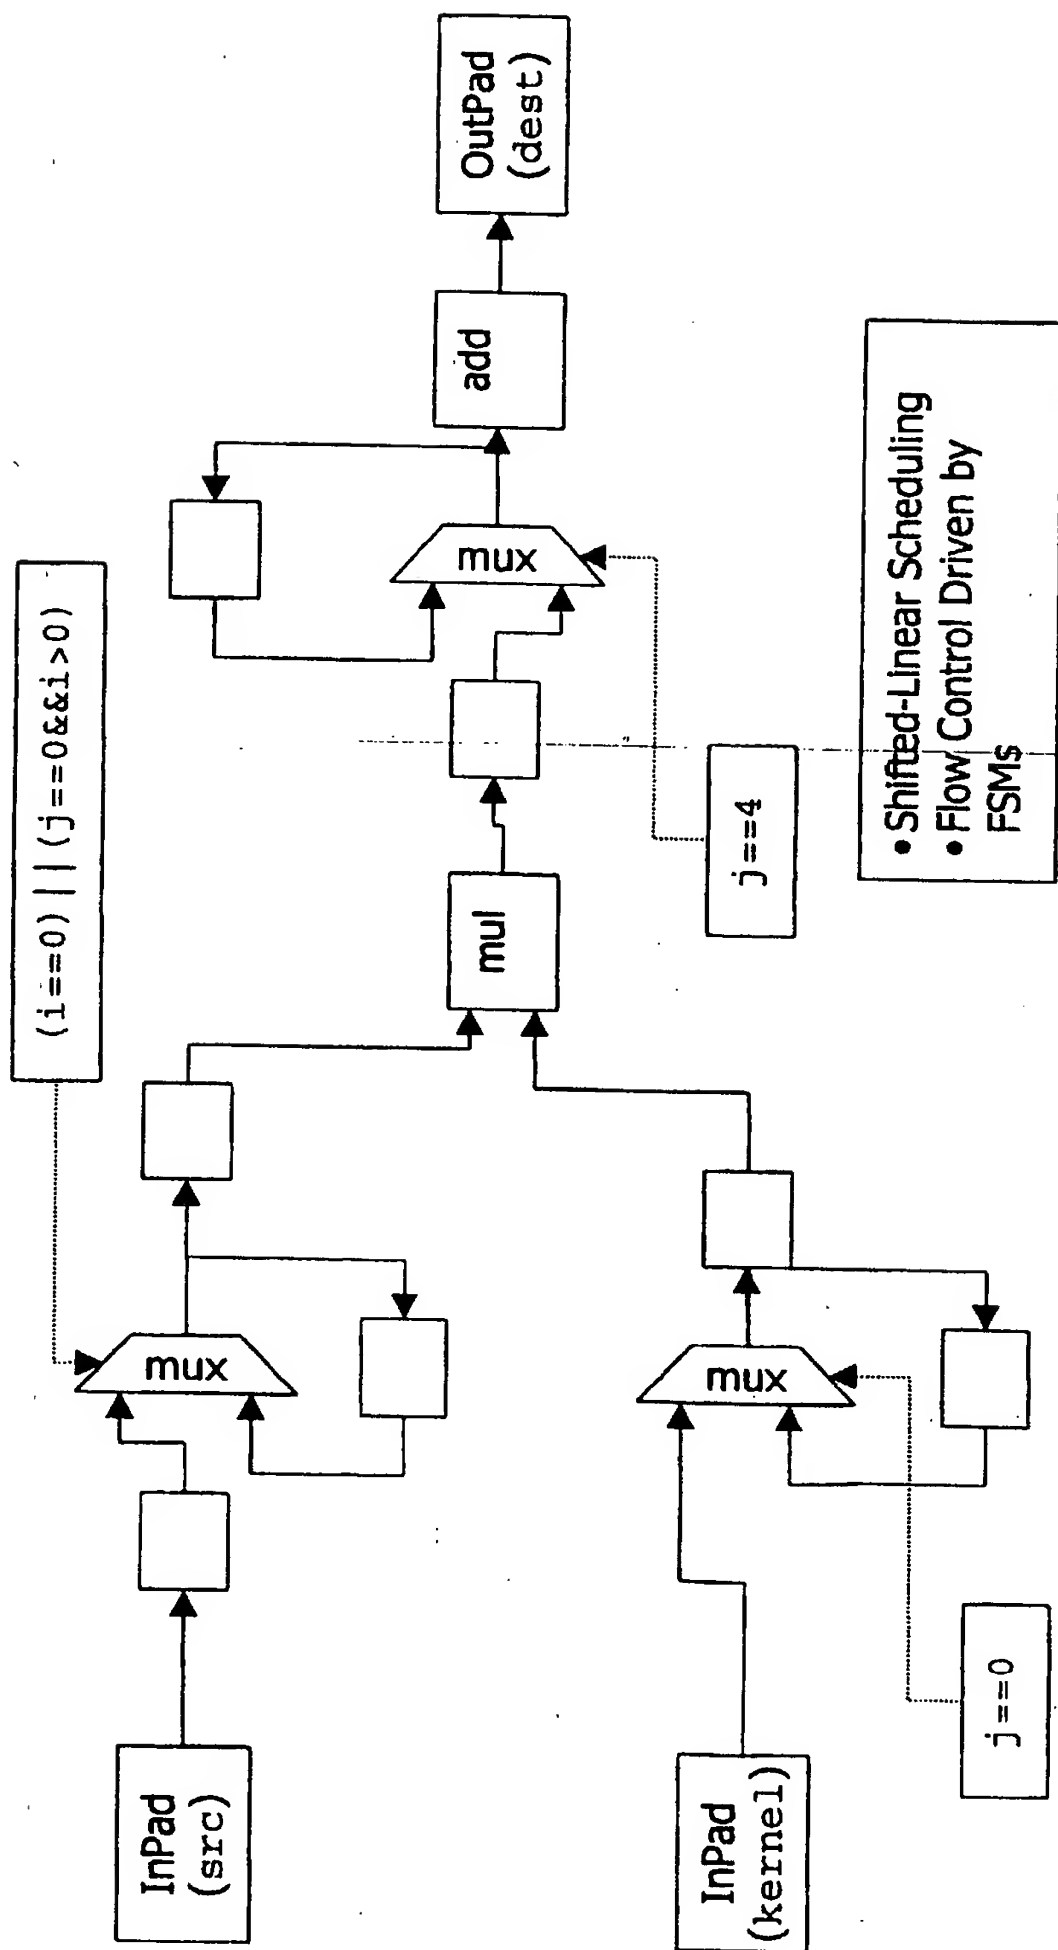 InPad
(src)
InPad
(kernel)
mux
mux
(i==0)||(j==0&&i>0)
j==0
mul
j==4
mux
add
OutPad
(dest)
• Shifted-Linear Scheduling
• Flow Control Driven by
FSMs